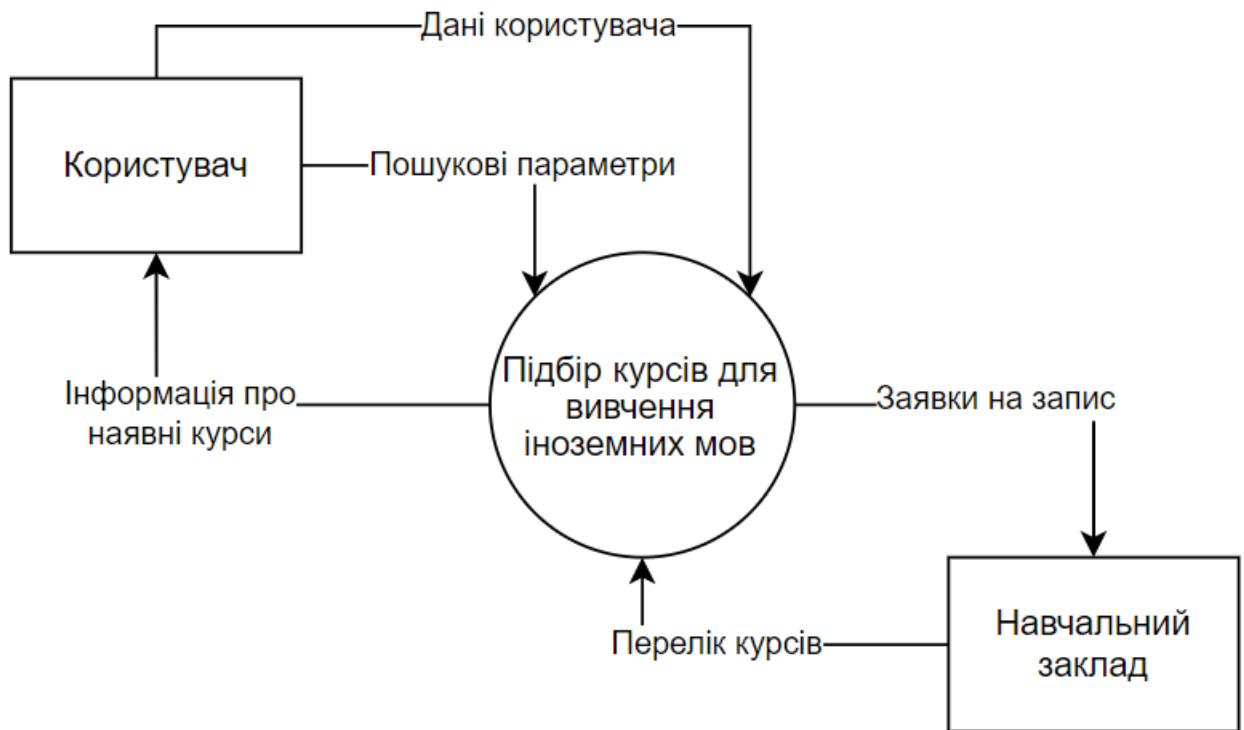 Дані користувача
Користувач
Пошукові параметри
Підбір курсів для
вивчення
іноземних мов
Інформація про
наявні курси
Заявки на запис
Перелік курсів
Навчальний
заклад